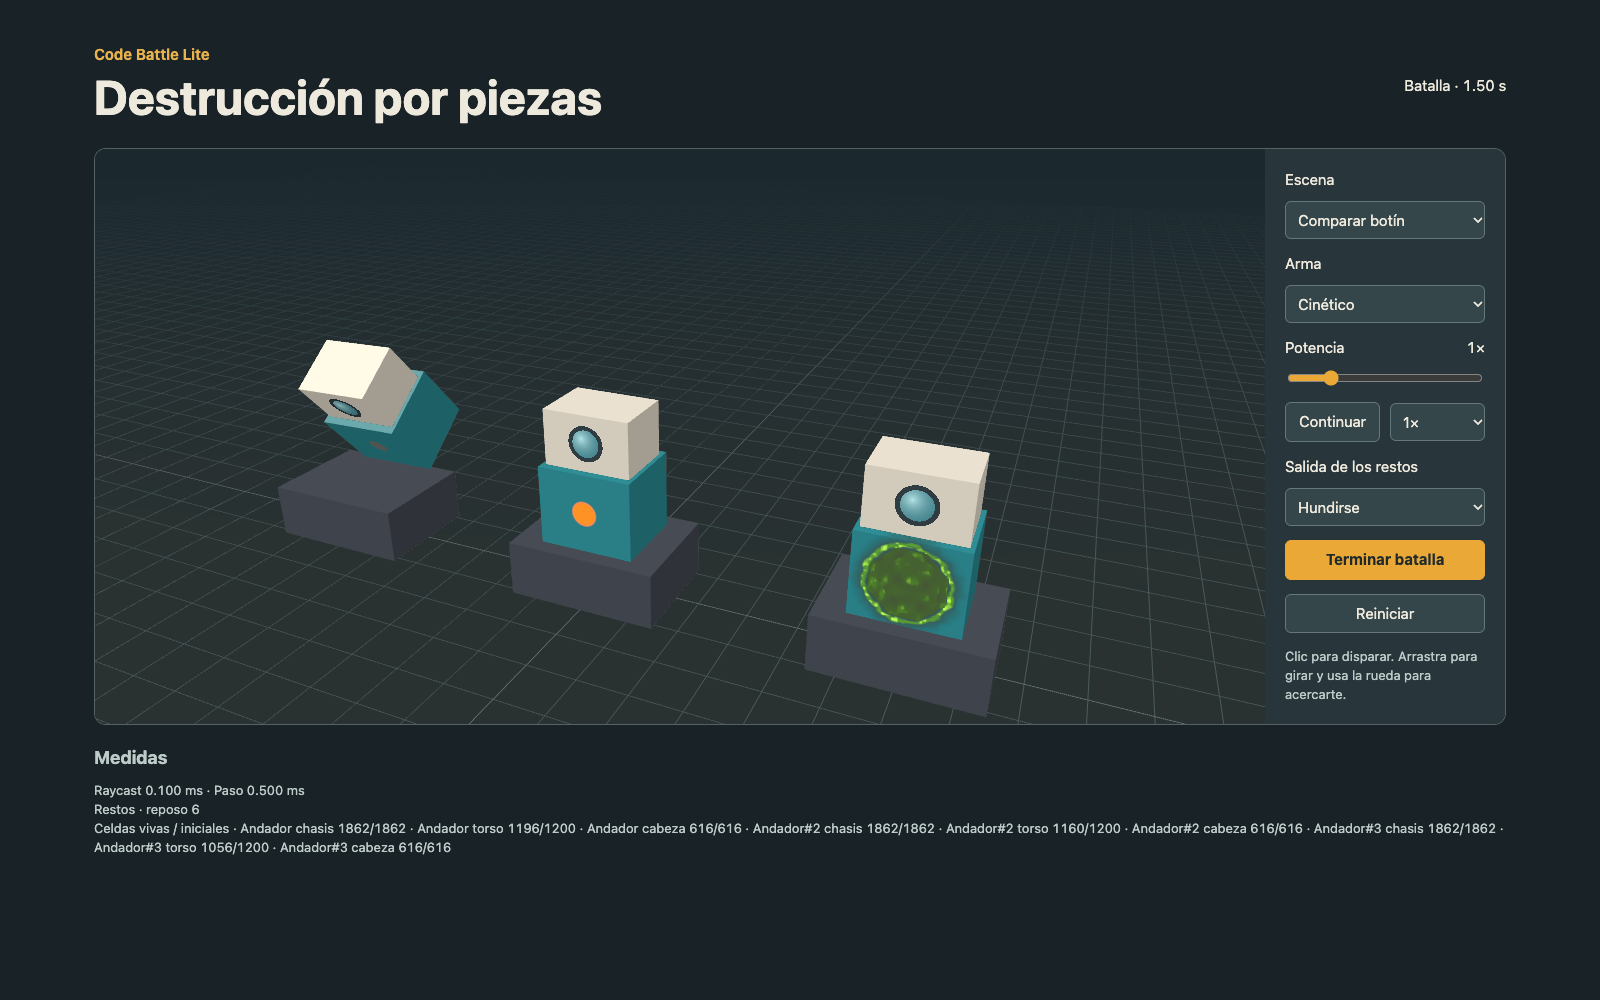 Code Battle Lite
Destrucción por piezas
Batalla · 1.50 s
Escena
Comparar botín
Arma
Cinético
Potencia 1×
Continuar 1×
Salida de los restos
Hundirse
Terminar batalla
Reiniciar
Clic para disparar. Arrastra para
girar y usa la rueda para
acercarte.
Medidas
Raycast 0.100 ms · Paso 0.500 ms
Restos · reposo 6
Celdas vivas / iniciales · Andador chasis 1862/1862 · Andador torso 1196/1200 · Andador cabeza 616/616 · Andador#2 chasis 1862/1862 · Andador#2 torso 1160/1200 · Andador#2 cabeza 616/616 · Andador#3 chasis 1862/1862 ·
Andador#3 torso 1056/1200 · Andador#3 cabeza 616/616